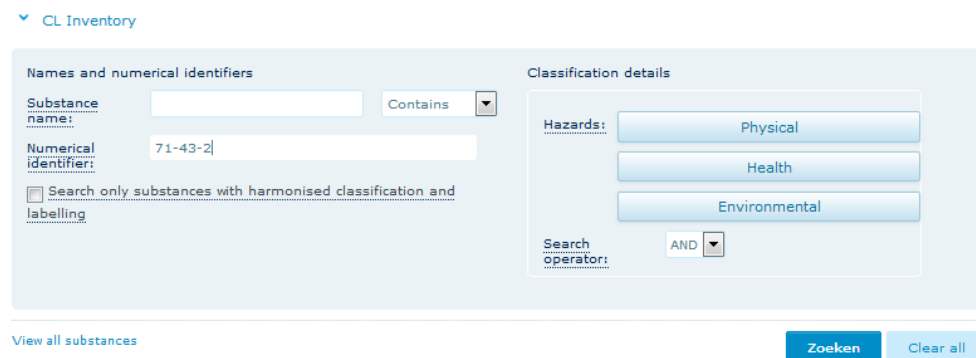 CL Inventory
Names and numerical identifiers
Substance name:
Contains
Numerical identifier:
71-43-2
Search only substances with harmonised classification and
labelling
Classification details
Hazards:
Physical
Health
Environmental
Search operator:
AND
View all substances
Zoeken
Clear all